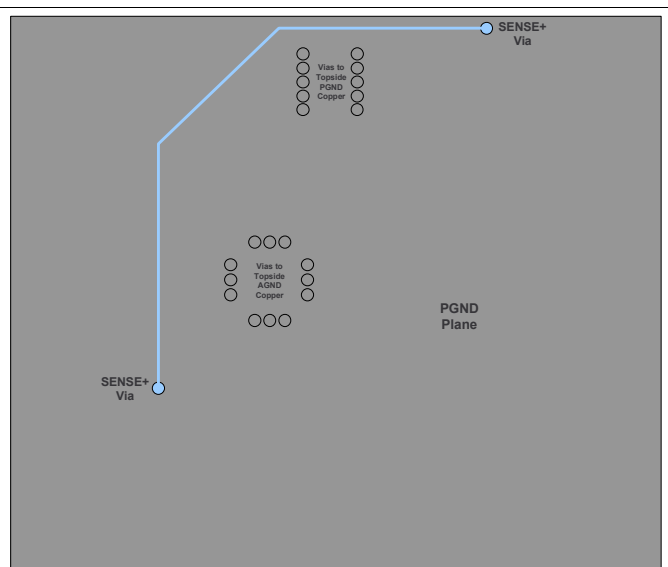 SENSE+
Via
Vias to
Topside
PGND
Copper
Vias to
Topside
AGND
Copper
PGND
Plane
SENSE+
Via